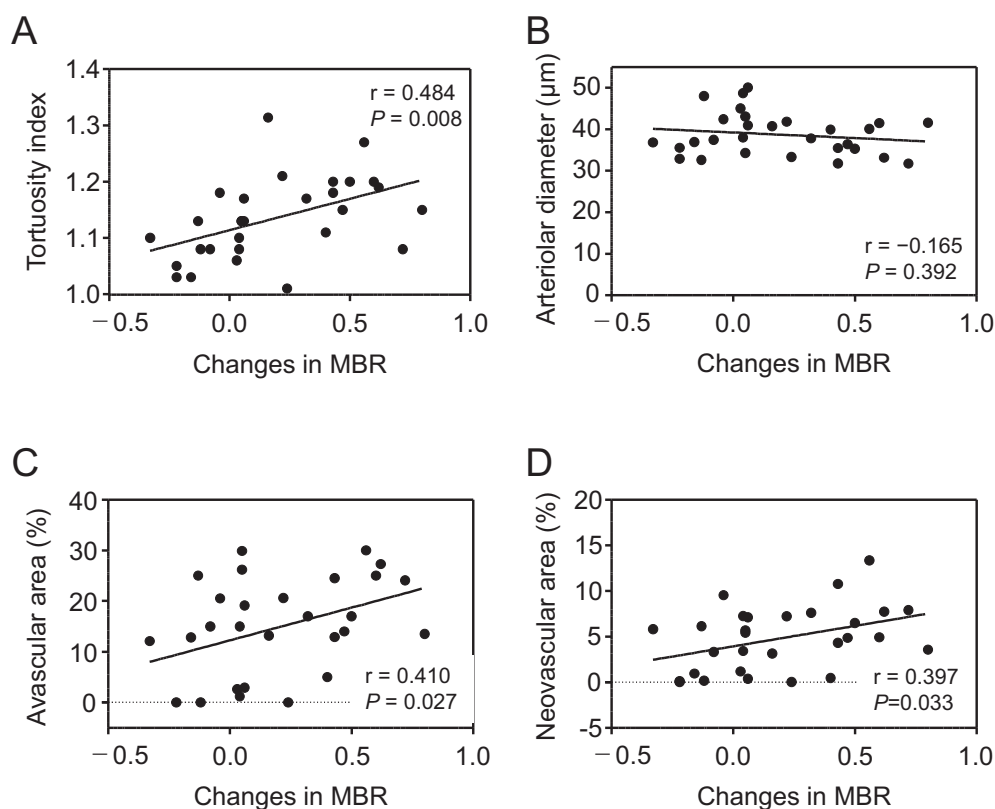 A
Tortuosity index
1.4
1.3
1.2
1.1
1.0
r = 0.484
P = 0.008
−0.5 0.0 0.5 1.0
Changes in MBR
B
Arteriolar diameter (μm)
50
40
30
20
10
0
r = −0.165
P = 0.392
−0.5 0.0 0.5 1.0
Changes in MBR
C
Avascular area (%)
40
30
20
10
0
r = 0.410
P = 0.027
−0.5 0.0 0.5 1.0
Changes in MBR
D
Neovascular area (%)
20
15
10
5
0
-5
r = 0.397
P=0.033
−0.5 0.0 0.5 1.0
Changes in MBR